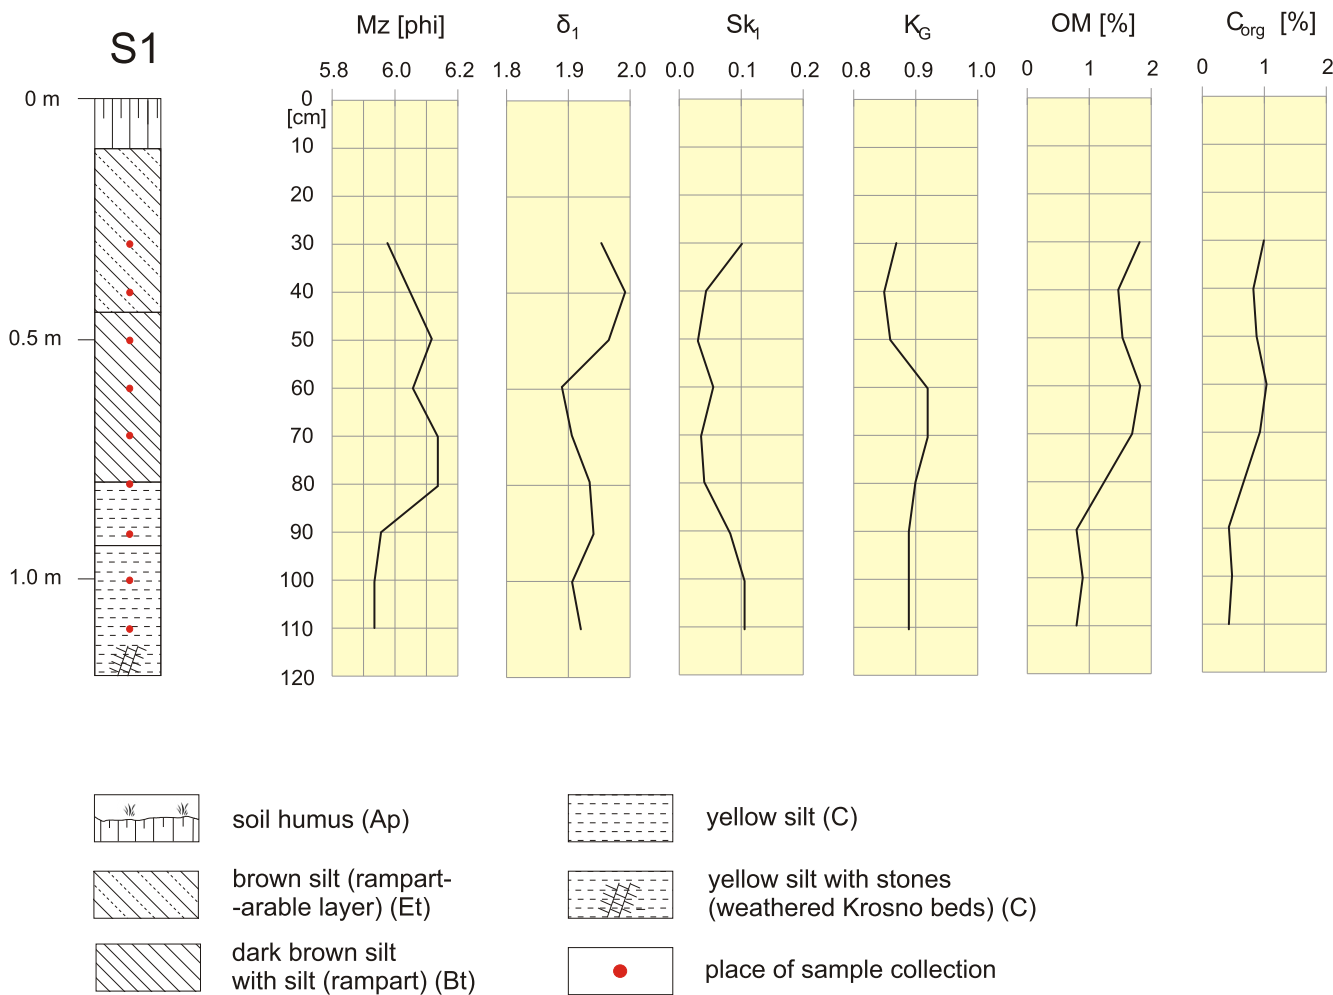 S1
Mz [phi]
δ1
Sk1
KG
OM [%]
Corg [%]
5.8 6.0 6.2
1.8 1.9 2.0
0.0 0.1 0.2
0.8 0.9 1.0
0 1 2
0 1 2
0 m
0.5 m
1.0 m
0
[cm]
10
20
30
40
50
60
70
80
90
100
110
120
soil humus (Ap)
brown silt (rampart-
-arable layer) (Et)
dark brown silt
with silt (rampart) (Bt)
yellow silt (C)
yellow silt with stones
(weathered Krosno beds) (C)
place of sample collection